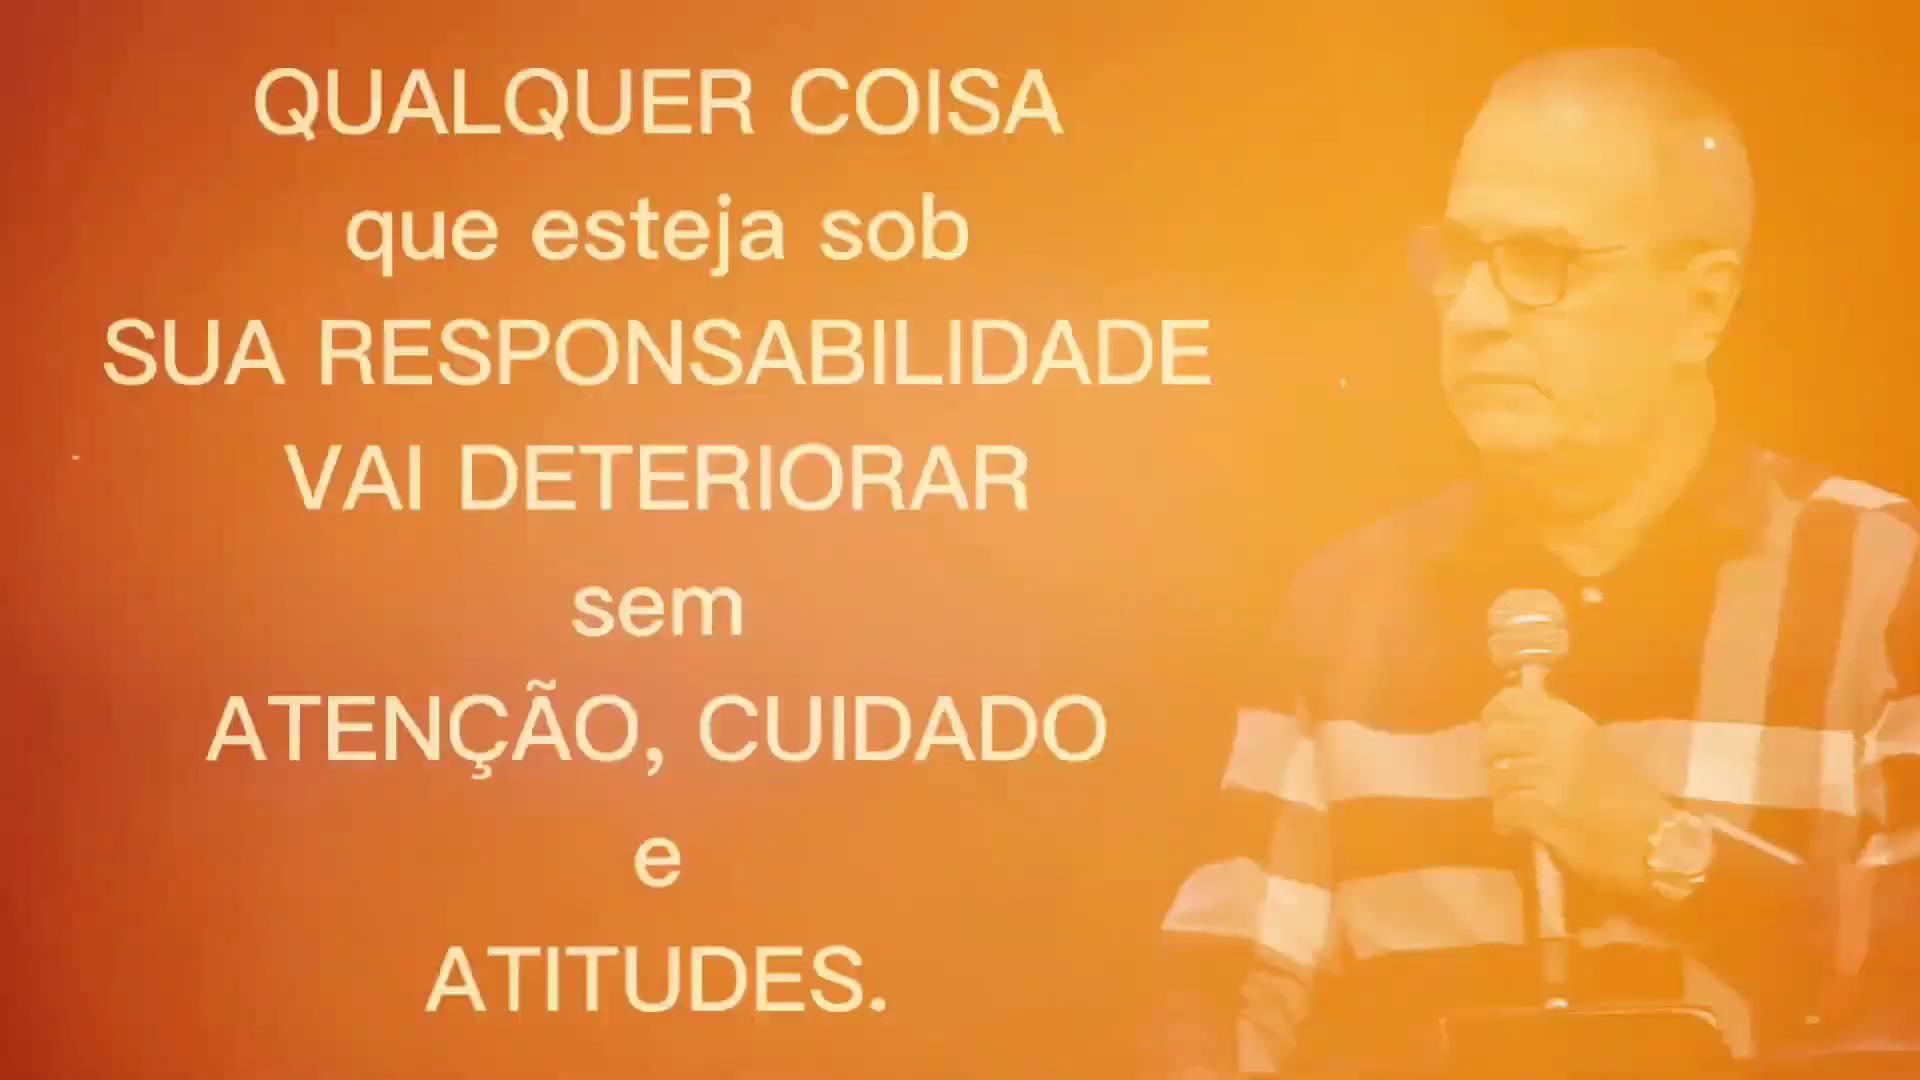 QUALQUER COISA
que esteja sob
SUA RESPONSABILIDADE
VAI DETERIORAR
sem
ATENÇÃO, CUIDADO
e
ATITUDES.